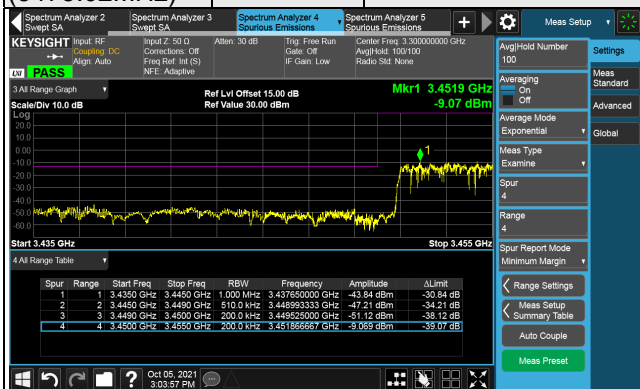 Spectrum Analyzer 2
Swept SA
Spectrum Analyzer 3
Swept SA
Spectrum Analyzer 4
Spurious Emissions
Spectrum Analyzer 5
Spurious Emissions
+
Meas Setup
KEYSIGHT
Input: RF
Coupling: DC
Align: Auto
Input Z: 50 Ω
Corrections: Off
Freq Ref: Int (S)
NFE: Adaptive
Atten: 30 dB
Trig: Free Run
Gate: Off
IF Gain: Low
Center Freq: 3.300000000 GHz
Avg|Hold: 100/100
Radio Std: None
LXI PASS
3 All Range Graph
Scale/Div 10.0 dB
Ref Lvl Offset 15.00 dB
Ref Value 30.00 dBm
Mkr1 3.4519 GHz
-9.07 dBm
Log
20.0
10.0
0.00
-10.0
-20.0
-30.0
-40.0
-50.0
-60.0
1
Start 3.435 GHz
Stop 3.455 GHz
4 All Range Table
Spur Range Start Freq Stop Freq RBW Frequency Amplitude ΔLimit
1 1 3.4350 GHz 3.4450 GHz 1.000 MHz 3.437650000 GHz -43.84 dBm -30.84 dB
2 2 3.4450 GHz 3.4490 GHz 510.0 kHz 3.448993333 GHz -47.21 dBm -34.21 dB
3 3 3.4490 GHz 3.4500 GHz 200.0 kHz 3.449525000 GHz -51.12 dBm -38.12 dB
4 4 3.4500 GHz 3.4550 GHz 200.0 kHz 3.451866667 GHz -9.069 dBm -39.07 dB
Avg|Hold Number
100
Averaging
On
Off
Average Mode
Exponential
Meas Type
Examine
Spur
4
Range
4
Spur Report Mode
Minimum Margin
Range Settings
Meas Setup
Summary Table
Auto Couple
Meas Preset
Settings
Meas
Standard
Advanced
Global
?
Oct 05, 2021
3:03:57 PM